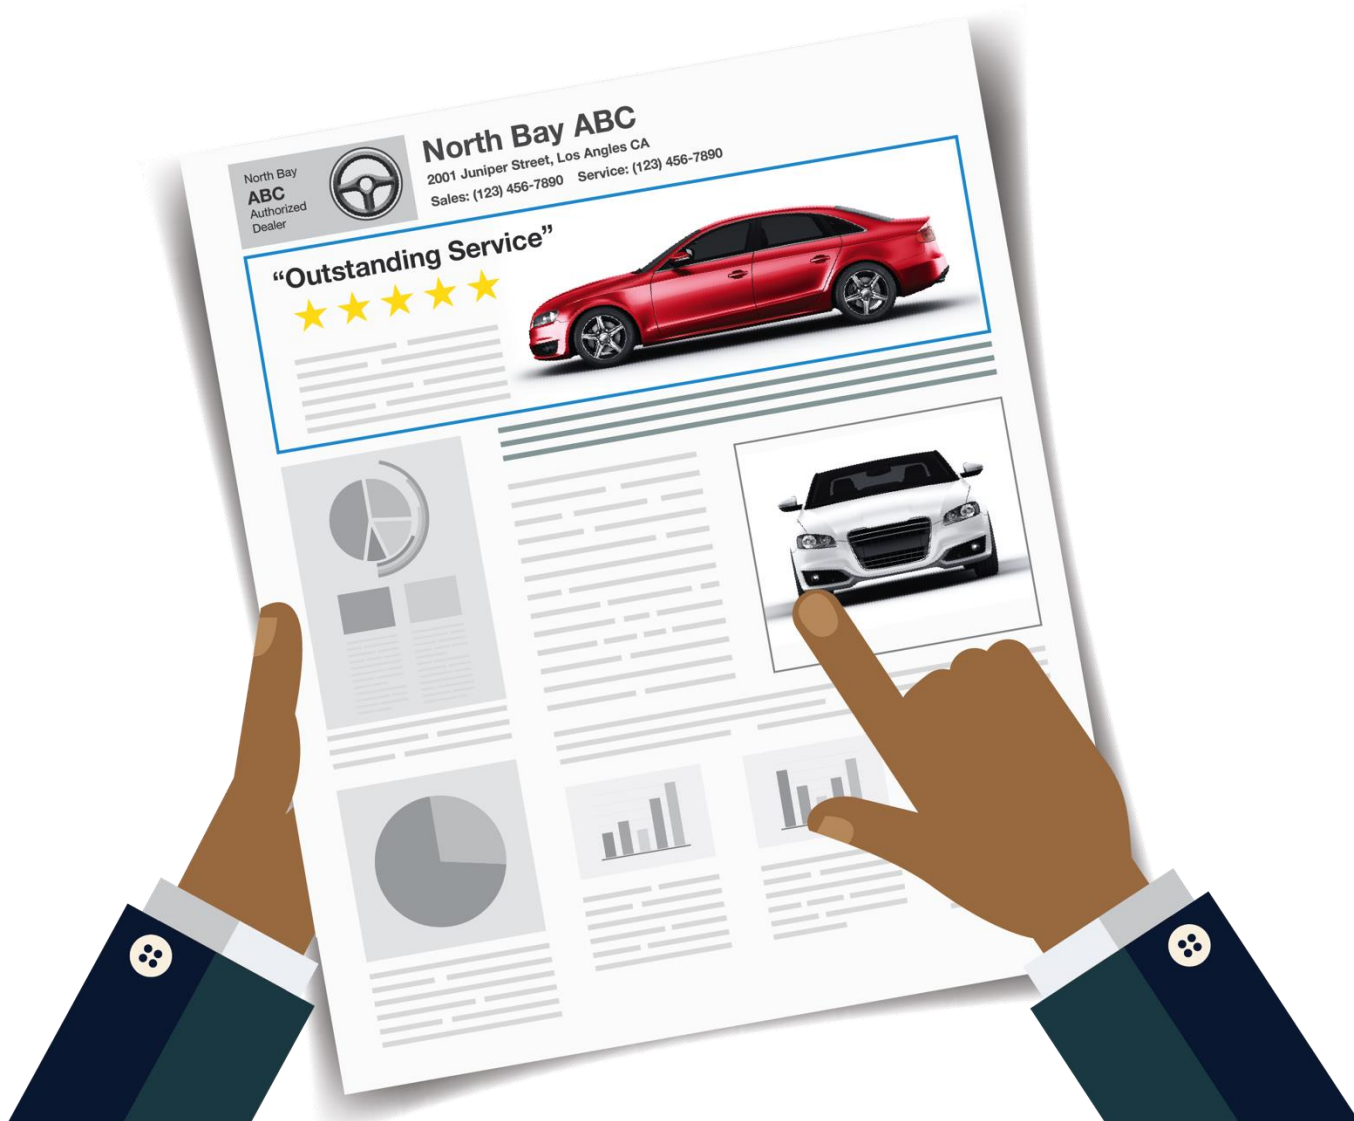 North Bay
ABC
Authorized
Dealer
North Bay ABC
2001 Juniper Street, Los Angles CA
Sales: (123) 456-7890 Service: (123) 456-7890
“Outstanding Service”